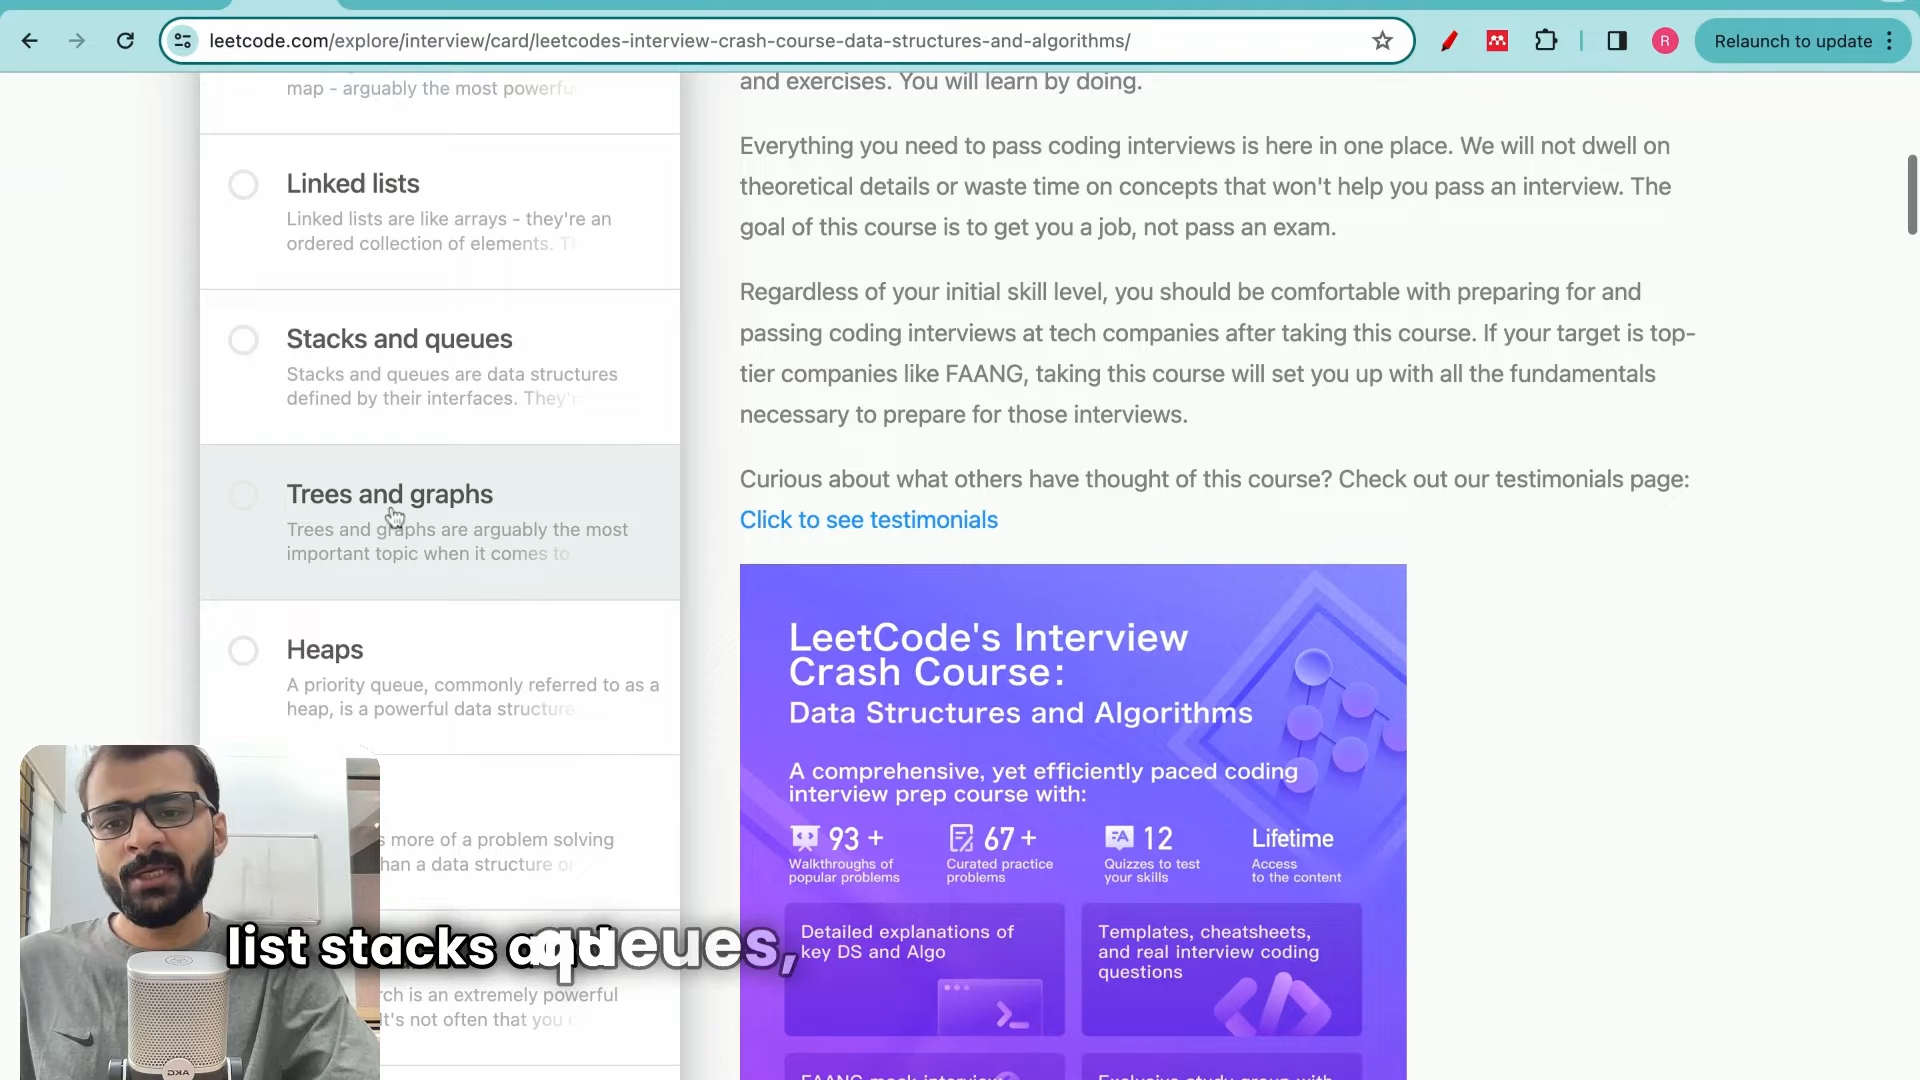 leetcode.com/explore/interview/card/leetcodes-interview-crash-course-data-structures-and-algorithms/
R
Relaunch to update
map - arguably the most powerful
Linked lists
Linked lists are like arrays - they're an
ordered collection of elements.
Stacks and queues
Stacks and queues are data structures
defined by their interfaces. They'r
Trees and graphs
Trees and graphs are arguably the most
important topic when it comes to
Heaps
A priority queue, commonly referred to as a
heap, is a powerful data structure
s more of a problem solving
han a data structure or
rch is an extremely powerful
It's not often that you
and exercises. You will learn by doing.
Everything you need to pass coding interviews is here in one place. We will not dwell on
theoretical details or waste time on concepts that won't help you pass an interview. The
goal of this course is to get you a job, not pass an exam.
Regardless of your initial skill level, you should be comfortable with preparing for and
passing coding interviews at tech companies after taking this course. If your target is top-
tier companies like FAANG, taking this course will set you up with all the fundamentals
necessary to prepare for those interviews.
Curious about what others have thought of this course? Check out our testimonials page:
Click to see testimonials
LeetCode's Interview
Crash Course:
Data Structures and Algorithms
A comprehensive, yet efficiently paced coding
interview prep course with:
93 +
Walkthroughs of
popular problems
67 +
Curated practice
problems
12
Quizzes to test
your skills
Lifetime
Access
to the content
Detailed explanations of
key DS and Algo
Templates, cheatsheets,
and real interview coding
questions
FAANG mock interview
Exclusive study group with
list stacks and queues,
AKG